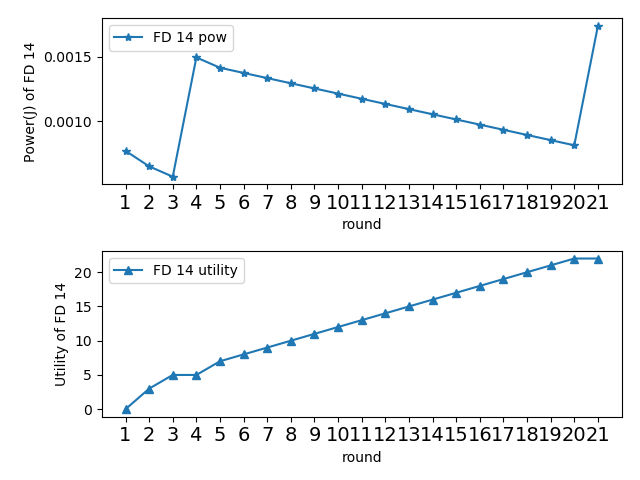 FD 14 pow
Power(J) of FD 14
0.0015
0.0010
1 2 3 4 5 6 7 8 9 10 11 12 13 14 15 16 17 18 19 20 21
round
FD 14 utility
Utility of FD 14
20
15
10
5
0
1 2 3 4 5 6 7 8 9 10 11 12 13 14 15 16 17 18 19 20 21
round